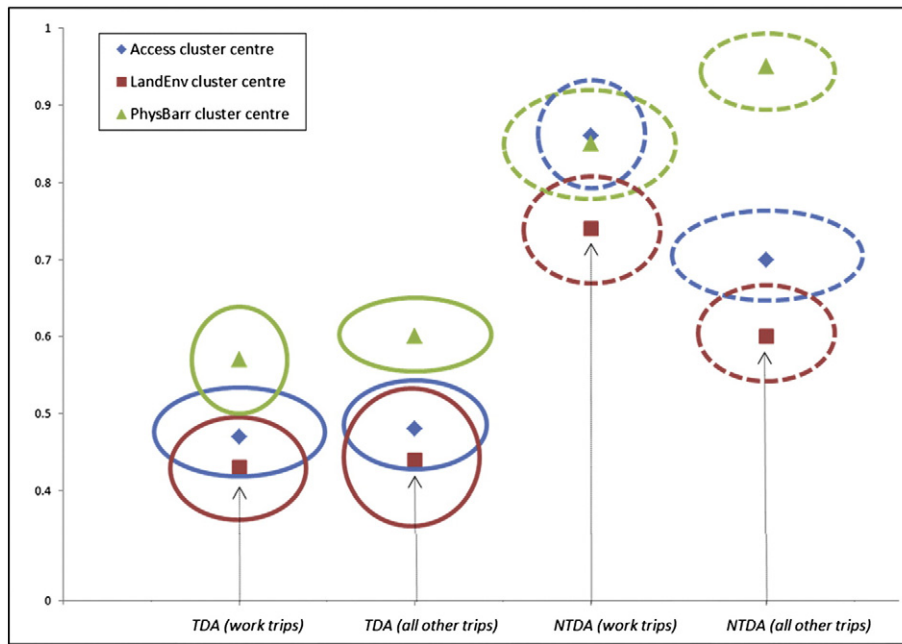 1
Access cluster centre
LandEnv cluster centre
PhysBarr cluster centre
0.9
0.8
0.7
0.6
0.5
0.4
0
TDA (work trips) TDA (all other trips) NTDA (work trips) NTDA (all other trips)